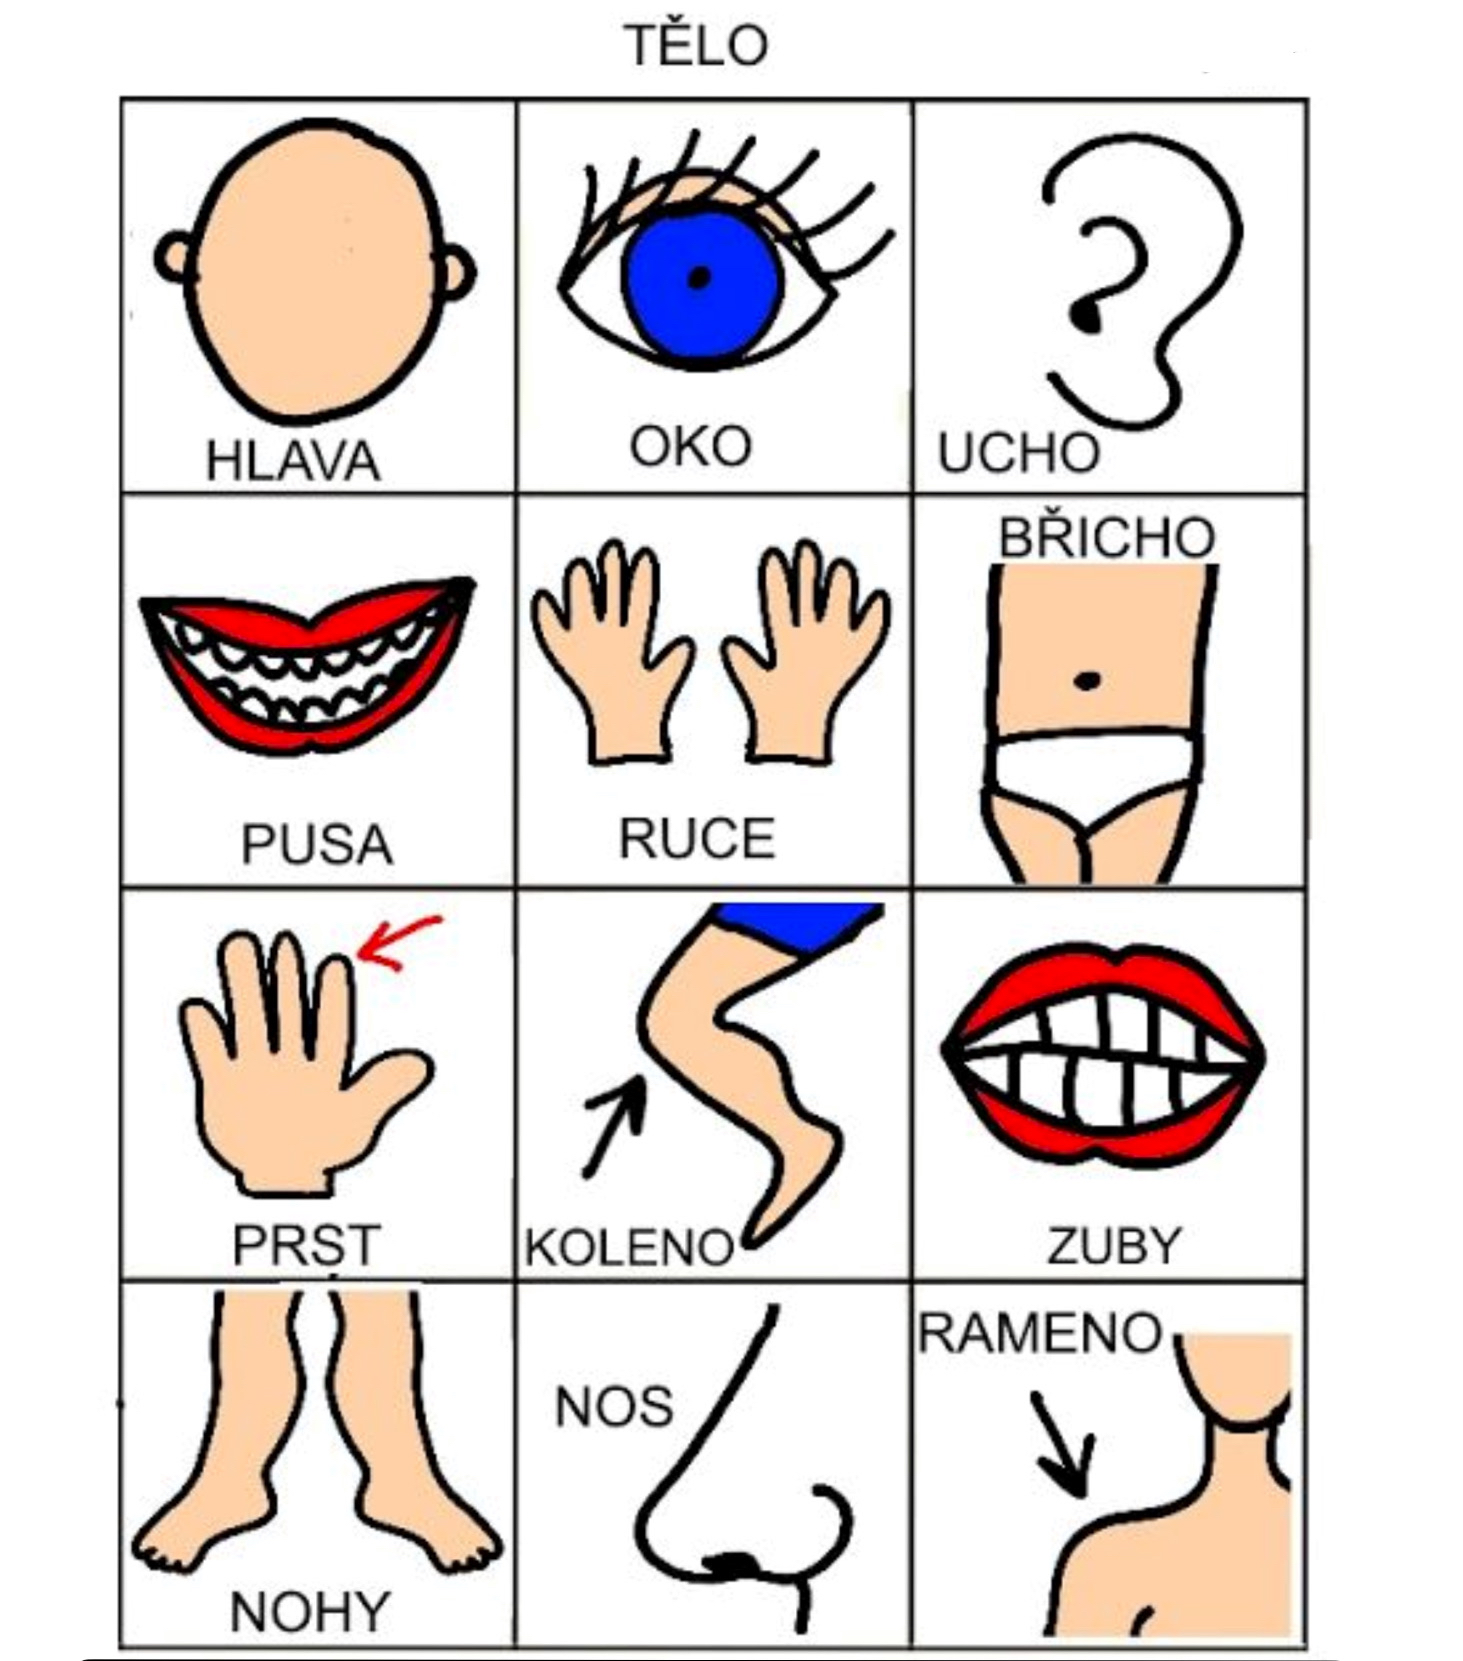 TĚLO
HLAVA
OKO
UCHO
PUSA
RUCE
BŘICHO
PRST
KOLENO
ZUBY
NOHY
NOS
RAMENO